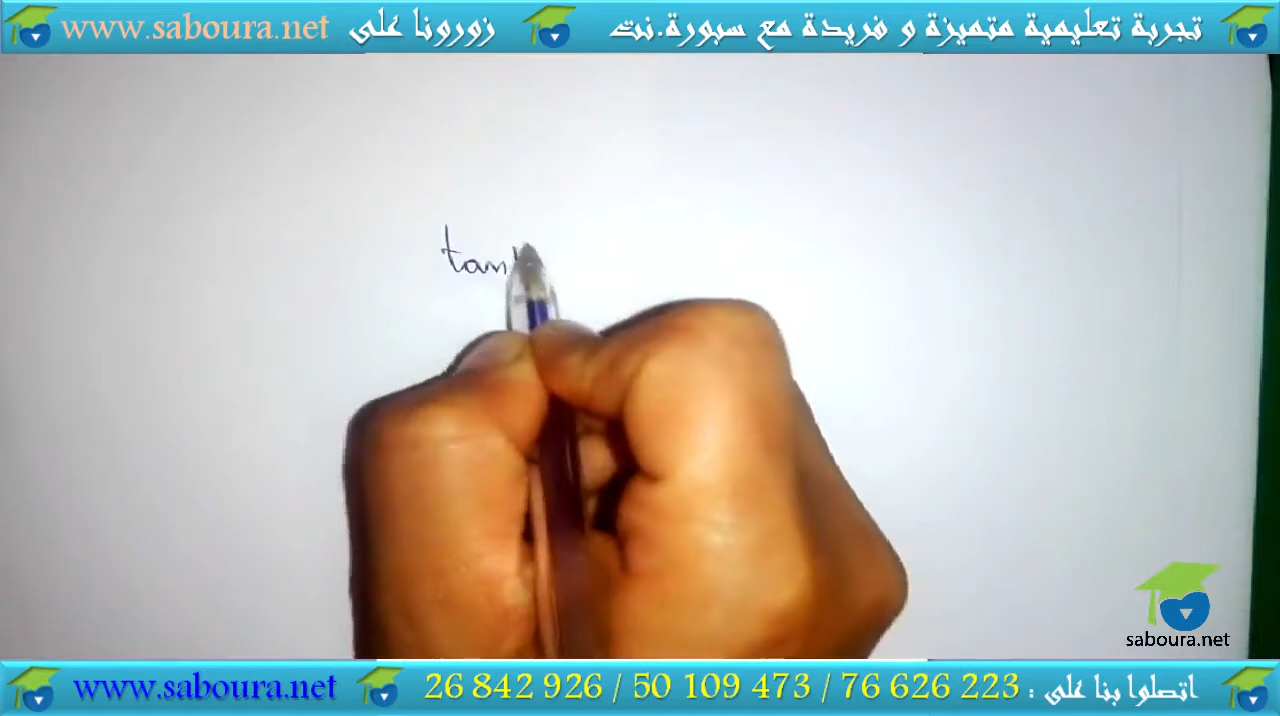 تجربة تعليمية متميزة و فريدة مع سبورة.نت زورونا على www.saboura.net
tan
saboura.net
اتصلوا بنا على : 26 842 926 / 50 109 473 / 76 626 223 www.saboura.net